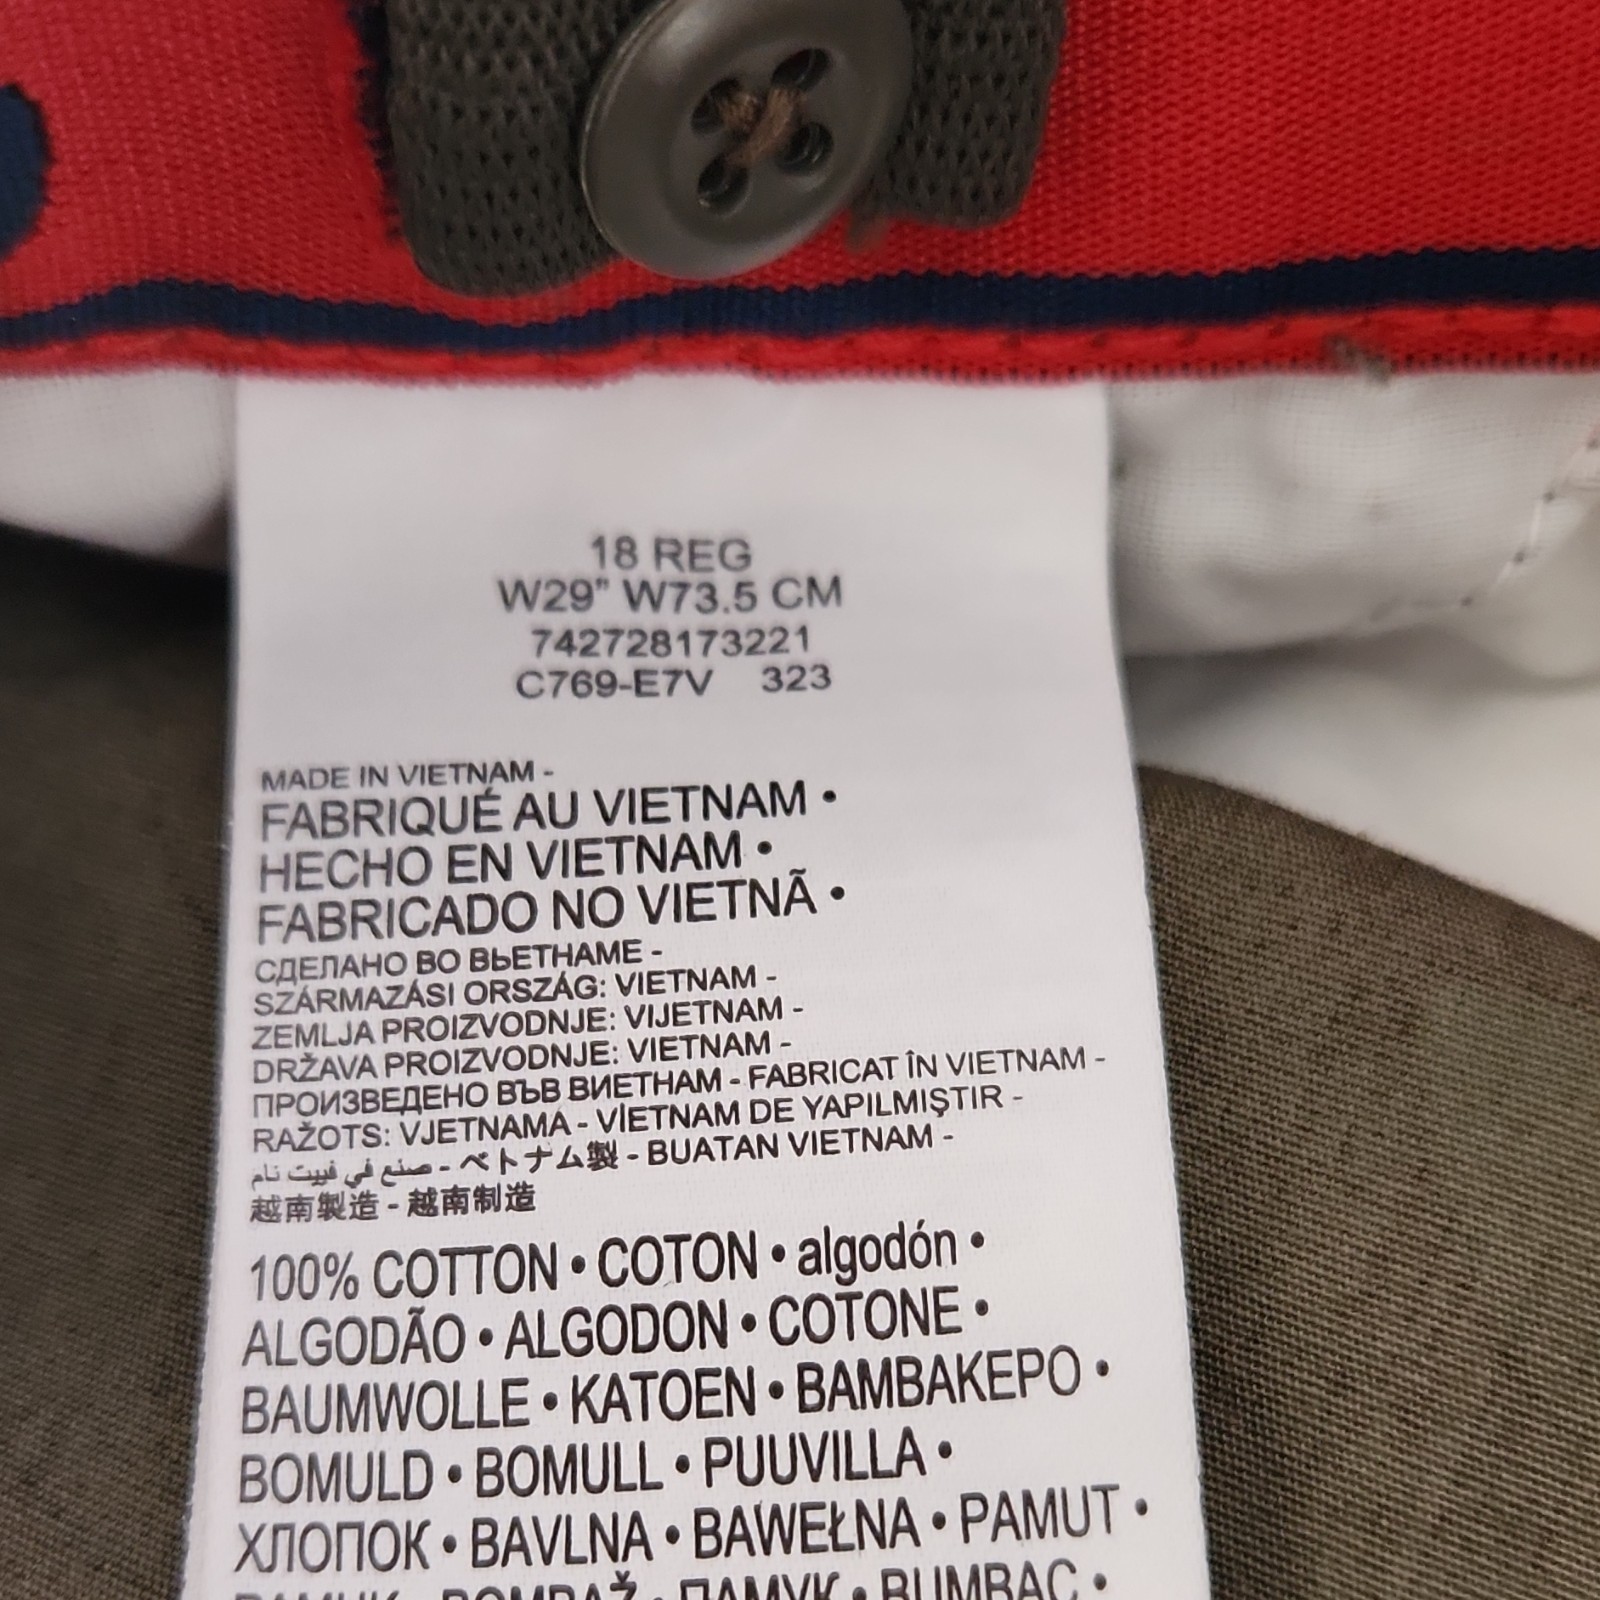 18 REG
W29" W73.5 CM
742728173221
C769-E7V 323
MADE IN VIETNAM -
FABRIQUÉ AU VIETNAM •
HECHO EN VIETNAM •
FABRICADO NO VIETNÃ •
СДЕЛАНО ВО ВЬЕТНАМЕ -
SZÁRMAZÁSI ORSZÁG: VIETNAM -
ZEMLJA PROIZVODNJE: VIJETNAM -
DRŽAVA PROIZVODNJE: VIETNAM -
ПРОИЗВЕДЕНО ВЪВ ВИЕТНАМ - FABRICAT ÎN VIETNAM -
RAŽOTS: VJETNAMA - VİETNAM DE YAPILMIŞTIR -
صنع في فييت نام - ベトナム製 - BUATAN VIETNAM -
越南製造 - 越南制造
100% COTTON • COTON • algodón •
ALGODÃO • ALGODON • COTONE •
BAUMWOLLE • KATOEN • BAMBAKEPO •
BOMULD • BOMULL • PUUVILLA •
ХЛОПОК • BAVLNA • BAWEŁNA • PAMUT •
PAMUK • BOMBAŽ • ПАМУК • BUMBAC •